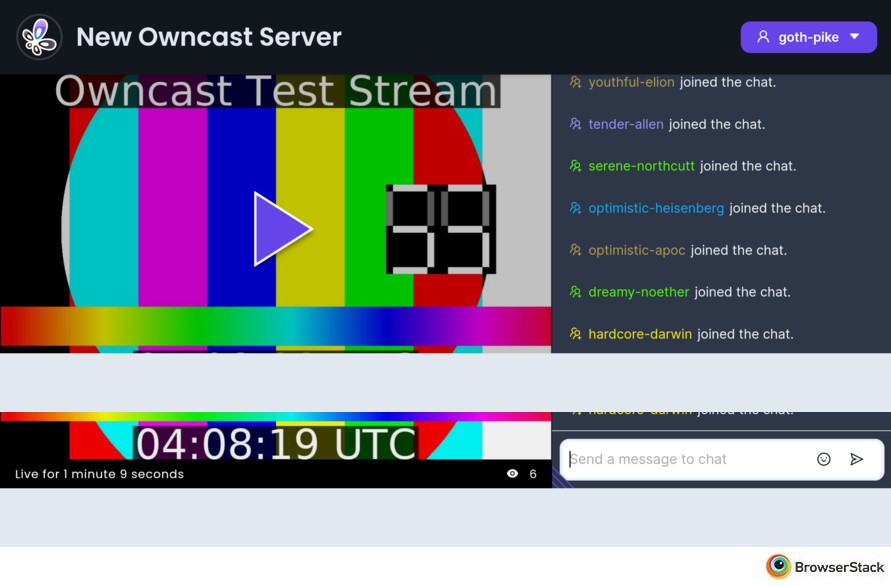 New Owncast Server
goth-pike
Owncast Test Stream
youthful-elion joined the chat.
tender-allen joined the chat.
serene-northcutt joined the chat.
optimistic-heisenberg joined the chat.
optimistic-apoc joined the chat.
dreamy-noether joined the chat.
hardcore-darwin joined the chat.
hardcore-darwin joined the chat.
04:08:19 UTC
Send a message to chat
Live for 1 minute 9 seconds
6
BrowserStack